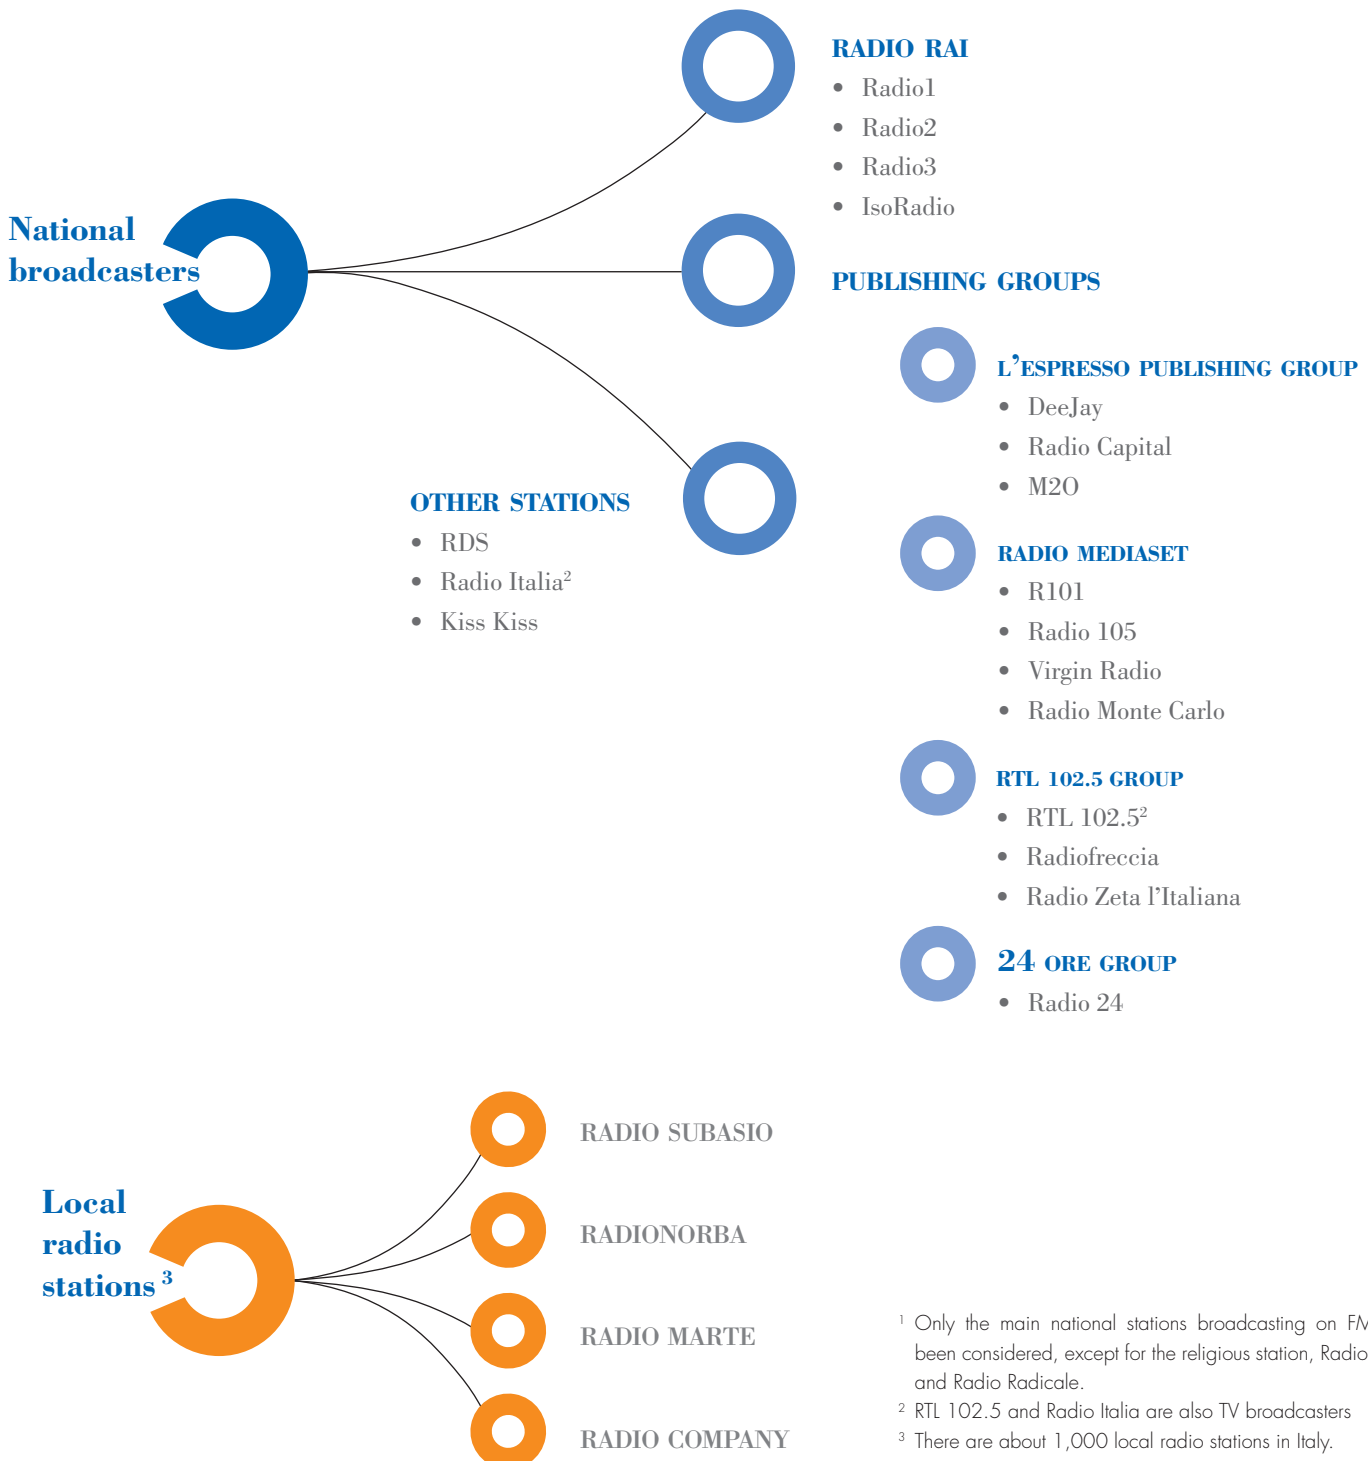 National
broadcasters
RADIO RAI
• Radio1
• Radio2
• Radio3
• IsoRadio
PUBLISHING GROUPS
L'ESPRESSO PUBLISHING GROUP
• DeeJay
• Radio Capital
• M2O
RADIO MEDIASET
• R101
• Radio 105
• Virgin Radio
• Radio Monte Carlo
RTL 102.5 GROUP
• RTL 102.5²
• Radiofreccia
• Radio Zeta l'Italiana
24 ORE GROUP
• Radio 24
OTHER STATIONS
• RDS
• Radio Italia²
• Kiss Kiss
Local
radio
stations ³
RADIO SUBASIO
RADIONORBA
RADIO MARTE
RADIO COMPANY
¹ Only the main national stations broadcasting on FM
been considered, except for the religious station, Radio
and Radio Radicale.
² RTL 102.5 and Radio Italia are also TV broadcasters
³ There are about 1,000 local radio stations in Italy.